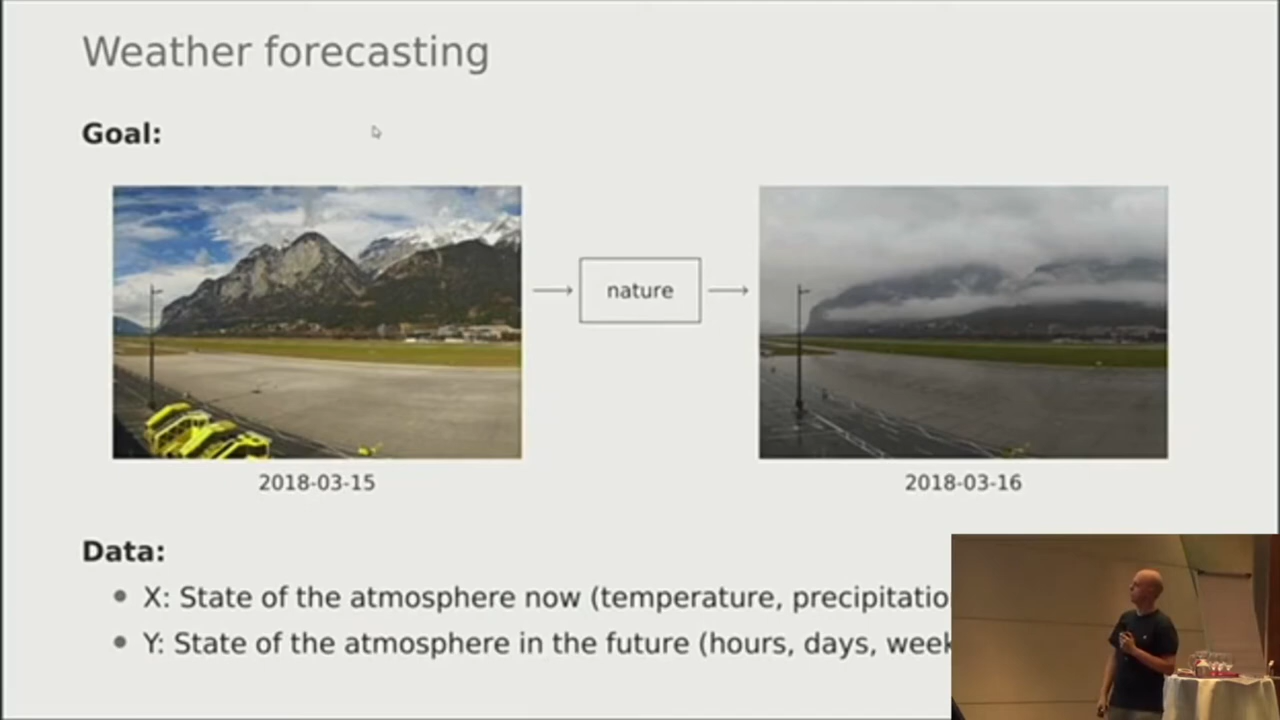 Weather forecasting
Goal:
nature
2018-03-15
2018-03-16
Data:
X: State of the atmosphere now (temperature, precipitatio
Y: State of the atmosphere in the future (hours, days, week